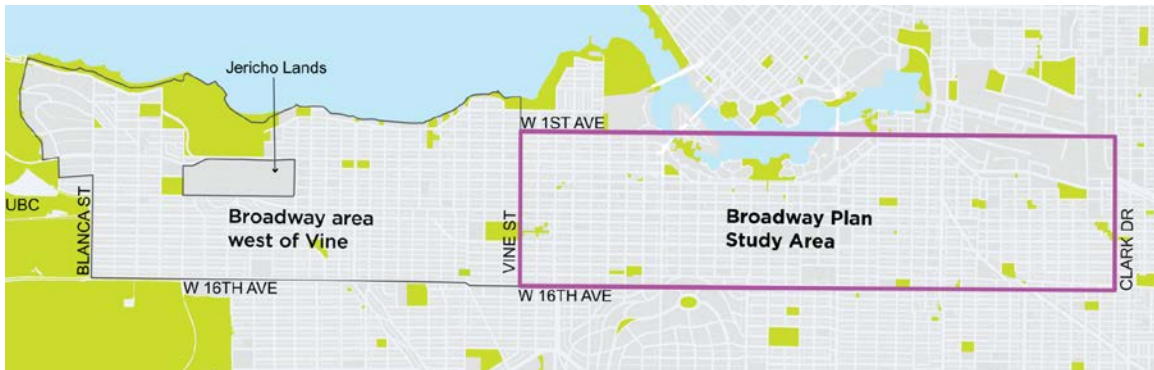 Jericho Lands
W 1ST AVE
UBC
BLANCA ST
Broadway area
west of Vine
VINE ST
Broadway Plan
Study Area
CLARK DR
W 16TH AVE
W 16TH AVE